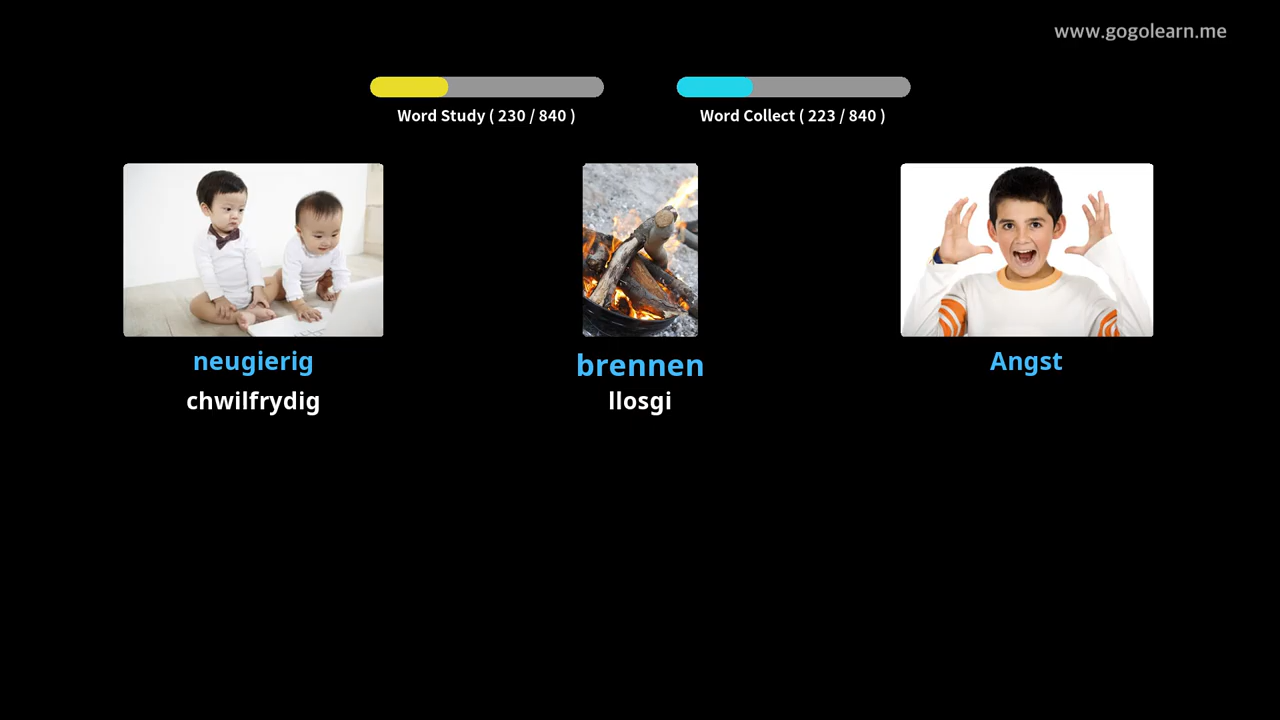 www.gogolearn.me
Word Study ( 230 / 840 )
Word Collect ( 223 / 840 )
neugierig
brennen
Angst
chwilfrydig
llosgi